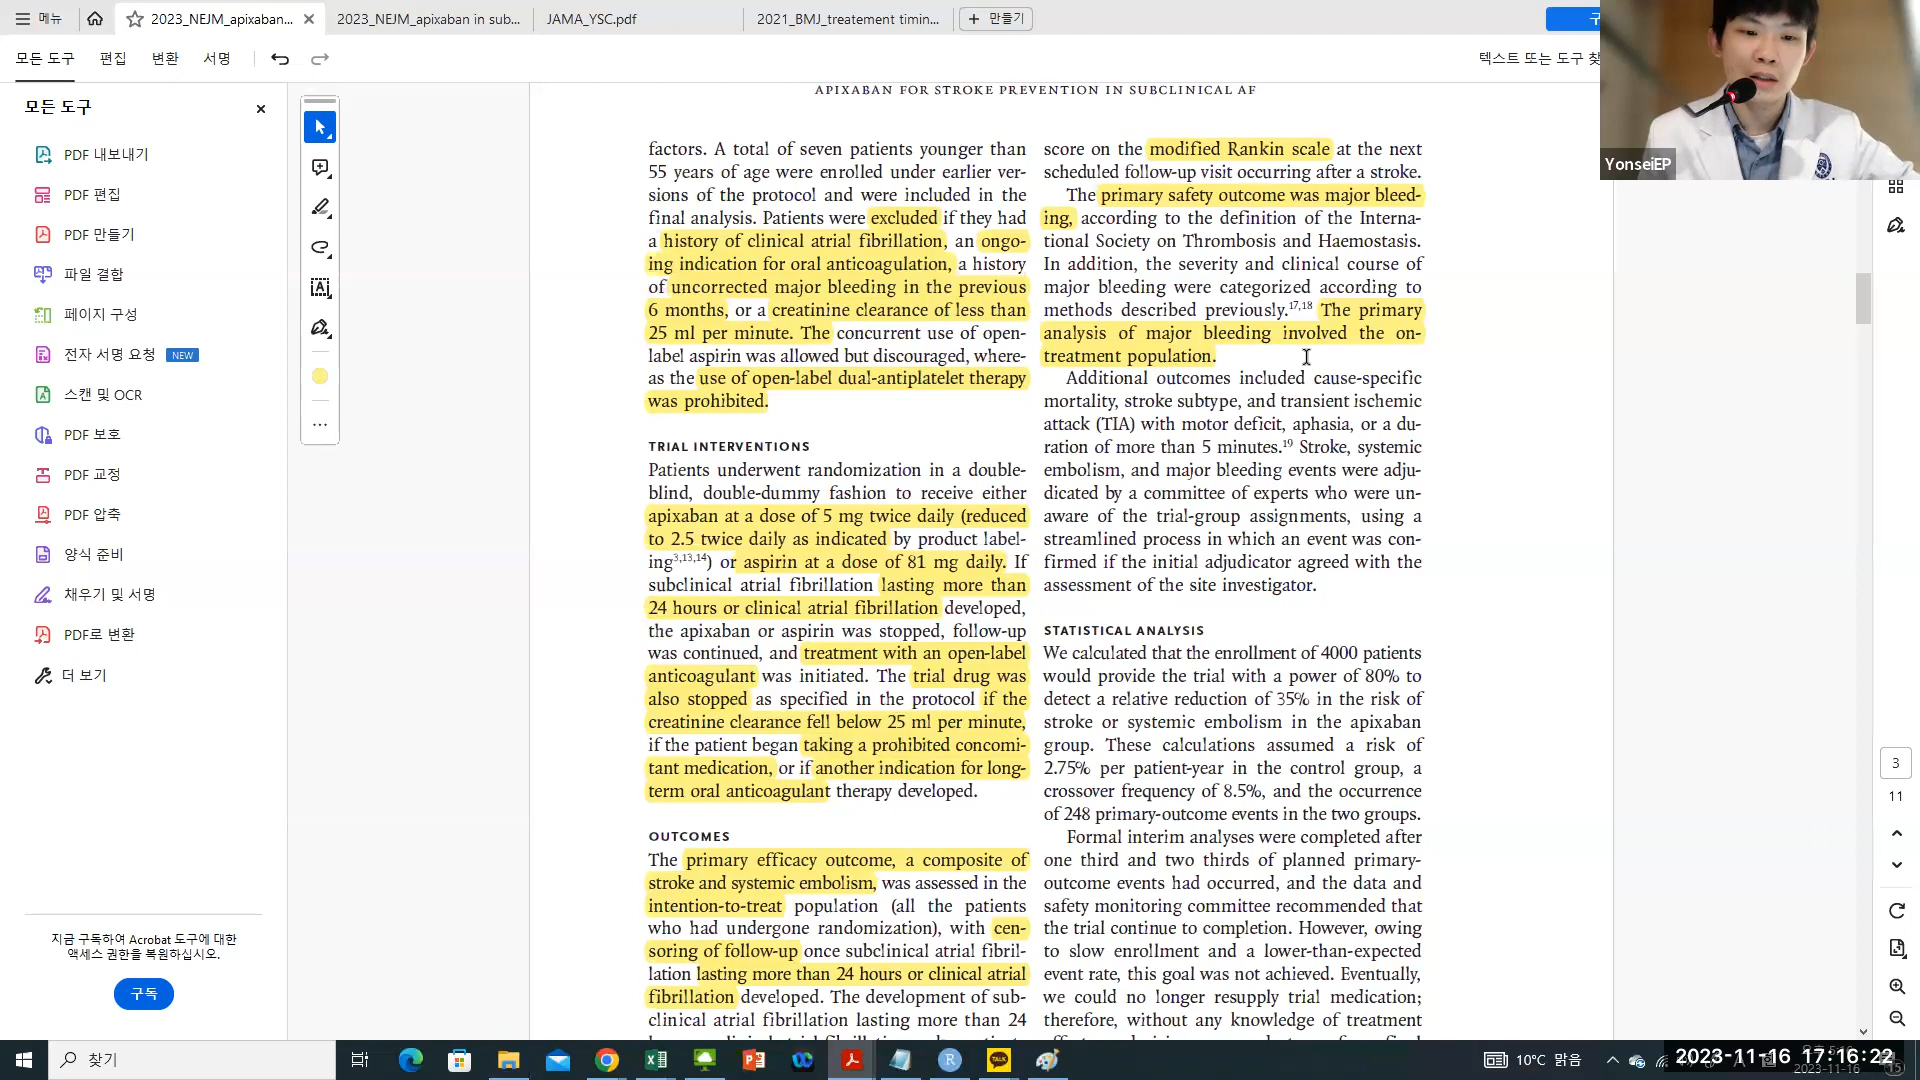 메뉴
2023_NEJM_apixaban...
2023_NEJM_apixaban in sub...
JAMA_YSC.pdf
2021_BMJ_treatement timin...
만들기
모든 도구
편집
변환
서명
텍스트 또는 도구
모든 도구
PDF 내보내기
PDF 편집
PDF 만들기
파일 결합
페이지 구성
전자 서명 요청 NEW
스캔 및 OCR
PDF 보호
PDF 교정
PDF 압축
양식 준비
채우기 및 서명
PDF로 변환
더 보기
지금 구독하여 Acrobat 도구에 대한
액세스 권한을 복원하십시오.
구독
APIXABAN FOR STROKE PREVENTION IN SUBCLINICAL AF
factors. A total of seven patients younger than
55 years of age were enrolled under earlier ver-
sions of the protocol and were included in the
final analysis. Patients were excluded if they had
a history of clinical atrial fibrillation, an ongo-
ing indication for oral anticoagulation, a history
of uncorrected major bleeding in the previous
6 months, or a creatinine clearance of less than
25 ml per minute. The concurrent use of open-
label aspirin was allowed but discouraged, where-
as the use of open-label dual-antiplatelet therapy
was prohibited.
TRIAL INTERVENTIONS
Patients underwent randomization in a double-
blind, double-dummy fashion to receive either
apixaban at a dose of 5 mg twice daily (reduced
to 2.5 twice daily as indicated by product label-
ing3,13,14) or aspirin at a dose of 81 mg daily. If
subclinical atrial fibrillation lasting more than
24 hours or clinical atrial fibrillation developed,
the apixaban or aspirin was stopped, follow-up
was continued, and treatment with an open-label
anticoagulant was initiated. The trial drug was
also stopped as specified in the protocol if the
creatinine clearance fell below 25 ml per minute,
if the patient began taking a prohibited concomi-
tant medication, or if another indication for long-
term oral anticoagulant therapy developed.
OUTCOMES
The primary efficacy outcome, a composite of
stroke and systemic embolism, was assessed in the
intention-to-treat population (all the patients
who had undergone randomization), with cen-
soring of follow-up once subclinical atrial fibril-
lation lasting more than 24 hours or clinical atrial
fibrillation developed. The development of sub-
clinical atrial fibrillation lasting more than 24
score on the modified Rankin scale at the next
scheduled follow-up visit occurring after a stroke.
The primary safety outcome was major bleed-
ing, according to the definition of the Interna-
tional Society on Thrombosis and Haemostasis.
In addition, the severity and clinical course of
major bleeding were categorized according to
methods described previously.17,18 The primary
analysis of major bleeding involved the on-
treatment population.
Additional outcomes included cause-specific
mortality, stroke subtype, and transient ischemic
attack (TIA) with motor deficit, aphasia, or a du-
ration of more than 5 minutes.19 Stroke, systemic
embolism, and major bleeding events were adju-
dicated by a committee of experts who were un-
aware of the trial-group assignments, using a
streamlined process in which an event was con-
firmed if the initial adjudicator agreed with the
assessment of the site investigator.
STATISTICAL ANALYSIS
We calculated that the enrollment of 4000 patients
would provide the trial with a power of 80% to
detect a relative reduction of 35% in the risk of
stroke or systemic embolism in the apixaban
group. These calculations assumed a risk of
2.75% per patient-year in the control group, a
crossover frequency of 8.5%, and the occurrence
of 248 primary-outcome events in the two groups.
Formal interim analyses were completed after
one third and two thirds of planned primary-
outcome events had occurred, and the data and
safety monitoring committee recommended that
the trial continue to completion. However, owing
to slow enrollment and a lower-than-expected
event rate, this goal was not achieved. Eventually,
we could no longer resupply trial medication;
therefore, without any knowledge of treatment
YonseiEP
3
11
찾기
10°C 맑음
2023-11-16 17:16:22
2023-11-16